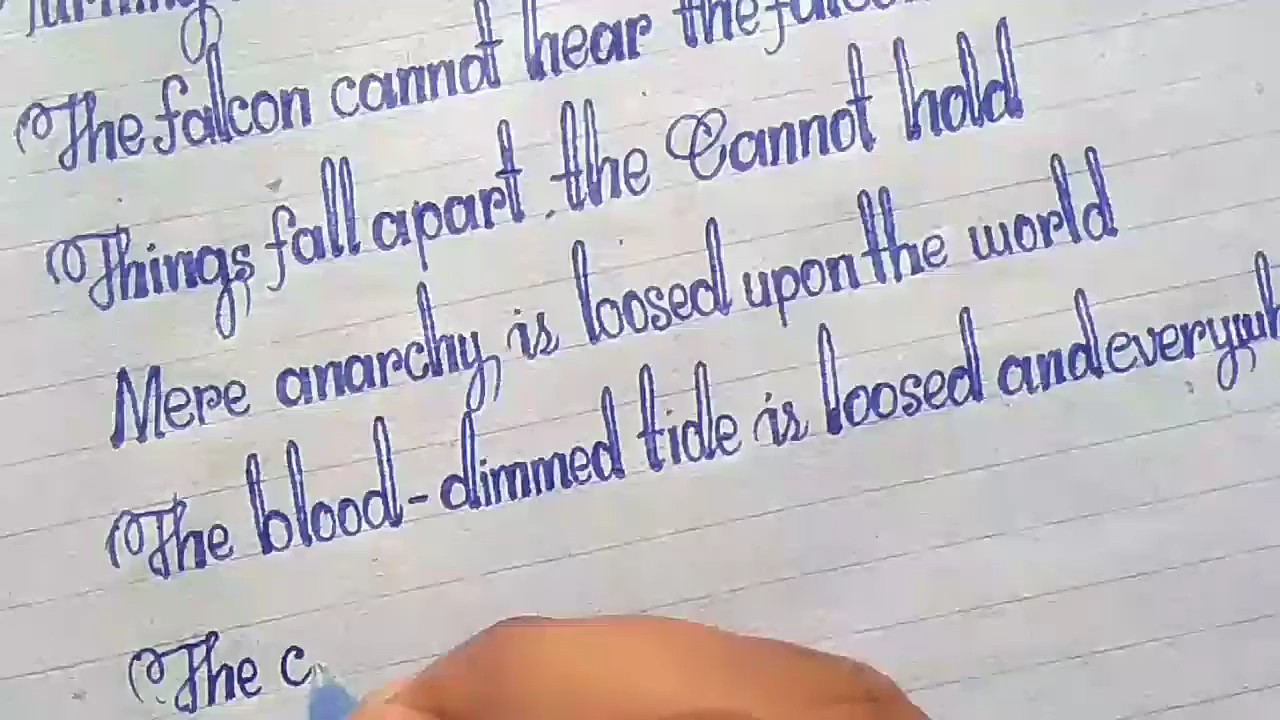 The falcon cannot hear the
Things fall apart .the Cannot hold
Mere anarchy is loosed upon the world
The blood-dimmed tide is loosed and
The c